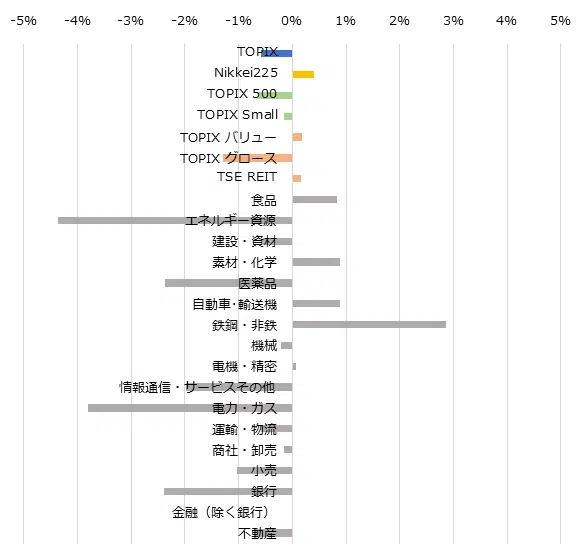 -5% -4% -3% -2% -1% 0% 1% 2% 3% 4% 5%
TOPIX
Nikkei225
TOPIX 500
TOPIX Small
TOPIX バリュー
TOPIX グロース
TSE REIT
食品
エネルギー資源
建設・資材
素材・化学
医薬品
自動車･輸送機
鉄鋼・非鉄
機械
電機・精密
情報通信・サービスその他
電力・ガス
運輸・物流
商社・卸売
小売
銀行
金融（除く銀行）
不動産